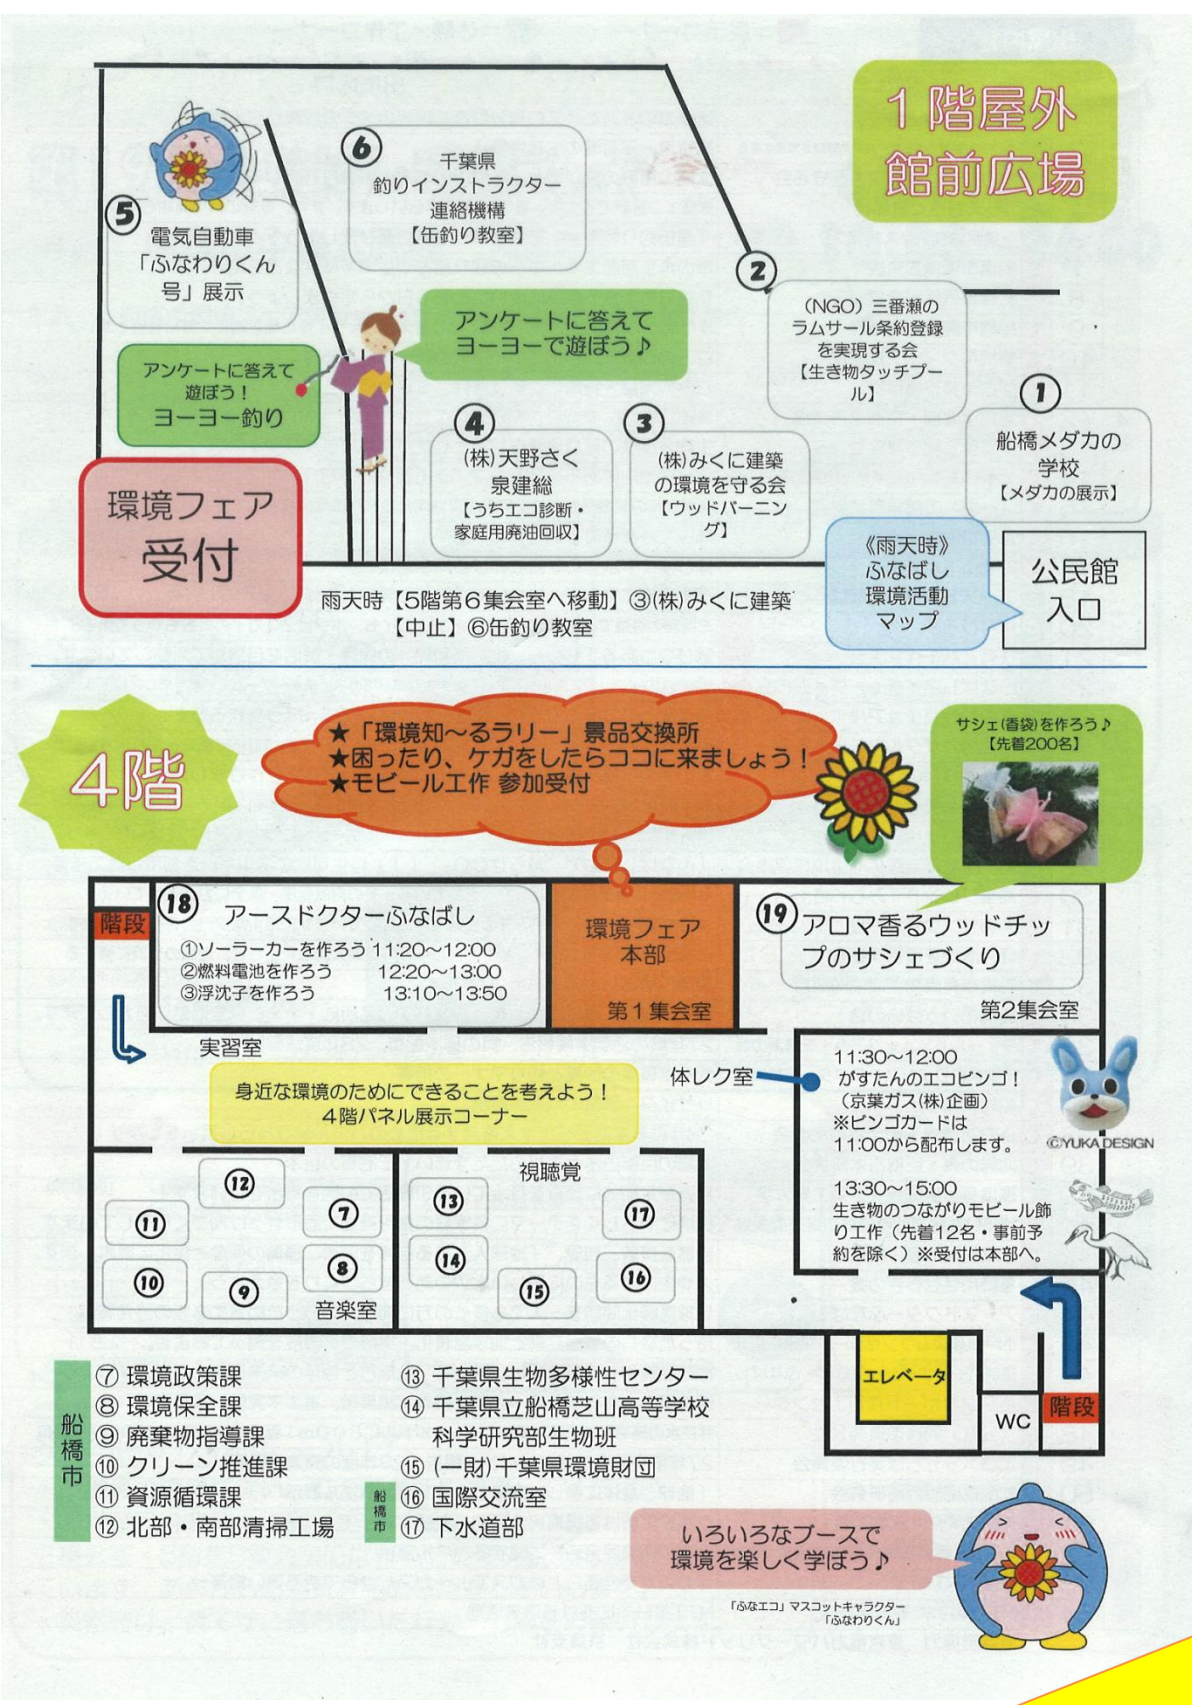 1階屋外
館前広場
⑥
千葉県
釣りインストラクター
連絡機構
【缶釣り教室】
⑤
電気自動車
「ふなわりくん
号」展示
②
（NGO）三番瀬の
ラムサール条約登録
を実現する会
【生き物タッチプー
ル】
アンケートに答えて
ヨーヨーで遊ぼう♪
アンケートに答えて
遊ぼう！
ヨーヨー釣り
①
船橋メダカの
学校
【メダカの展示】
④
(株)天野さく
泉建総
【うちエコ診断・
家庭用廃油回収】
③
(株)みくに建築
の環境を守る会
【ウッドバーニン
グ】
環境フェア
受付
《雨天時》
ふなばし
環境活動
マップ
公民館
入口
雨天時【5階第6集会室へ移動】③(株)みくに建築
【中止】⑥缶釣り教室
4階
★「環境知～るラリー」景品交換所
★困ったり、ケガをしたらココに来ましょう！
★モビール工作 参加受付
サシェ(香袋)を作ろう♪
【先着200名】
階段
⑱
アースドクターふなばし
①ソーラーカーを作ろう 11:20～12:00
②燃料電池を作ろう 12:20～13:00
③浮沈子を作ろう 13:10～13:50
実習室
環境フェア
本部
第1集会室
⑲
アロマ香るウッドチッ
プのサシェづくり
第2集会室
体レク室
11:30～12:00
がすたんのエコビンゴ！
（京葉ガス(株)企画）
※ビンゴカードは
11:00から配布します。
©YUKA DESIGN
13:30～15:00
生き物のつながりモビール飾
り工作（先着12名・事前予
約を除く）※受付は本部へ。
身近な環境のためにできることを考えよう！
4階パネル展示コーナー
視聴覚
⑫
⑪
⑦
⑩
⑨
⑧
音楽室
⑬
⑰
⑭
⑮
⑯
エレベータ
WC
階段
船橋市
⑦ 環境政策課
⑧ 環境保全課
⑨ 廃棄物指導課
⑩ クリーン推進課
⑪ 資源循環課
⑫ 北部・南部清掃工場
⑬ 千葉県生物多様性センター
⑭ 千葉県立船橋芝山高等学校
科学研究部生物班
⑮ (一財)千葉県環境財団
船橋市
⑯ 国際交流室
⑰ 下水道部
いろいろなブースで
環境を楽しく学ぼう♪
「ふなエコ」マスコットキャラクター
「ふなわりくん」